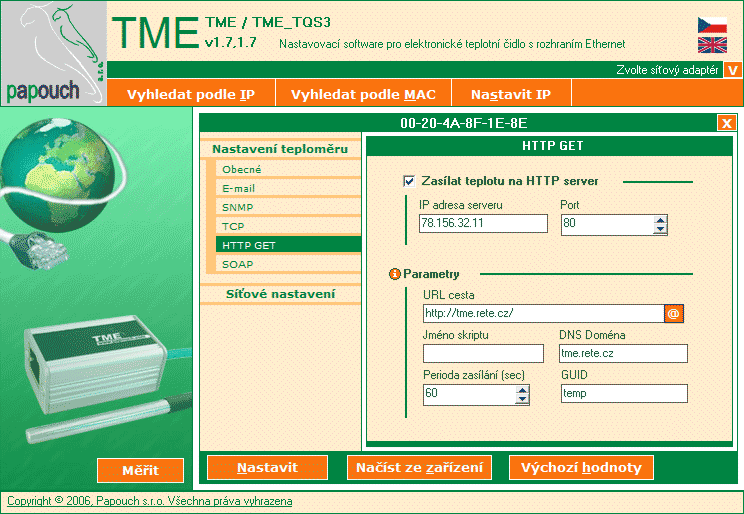 papouch
TME
TME / TME_TQS3
v1.7,1.7
Nastavovací software pro elektronické teplotní čidlo s rozhraním Ethernet
Zvolte síťový adaptér
V
Vyhledat podle IP
Vyhledat podle MAC
Nastavit IP
00-20-4A-8F-1E-8E
X
Nastavení teploměru
Obecné
E-mail
SNMP
TCP
HTTP GET
SOAP
Síťové nastavení
HTTP GET
Zasílat teplotu na HTTP server
IP adresa serveru
Port
78.156.32.11
80
Parametry
URL cesta
http://tme.rete.cz/
@
Jméno skriptu
DNS Doména
tme.rete.cz
Perioda zasílání (sec)
GUID
60
temp
TME
Měřit
Nastavit
Načíst ze zařízení
Výchozí hodnoty
Copyright © 2006, Papouch s.r.o. Všechna práva vyhrazena